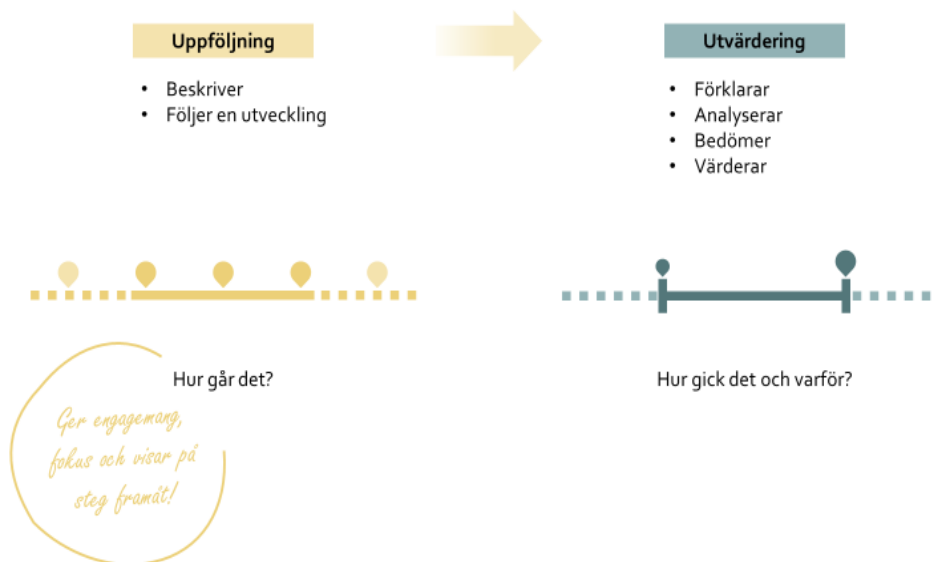 Uppföljning
• Beskriver
• Följer en utveckling
Hur går det?
Ger engagemang,
fokus och visar på
steg framåt!
Utvärdering
• Förklarar
• Analyserar
• Bedömer
• Värderar
Hur gick det och varför?